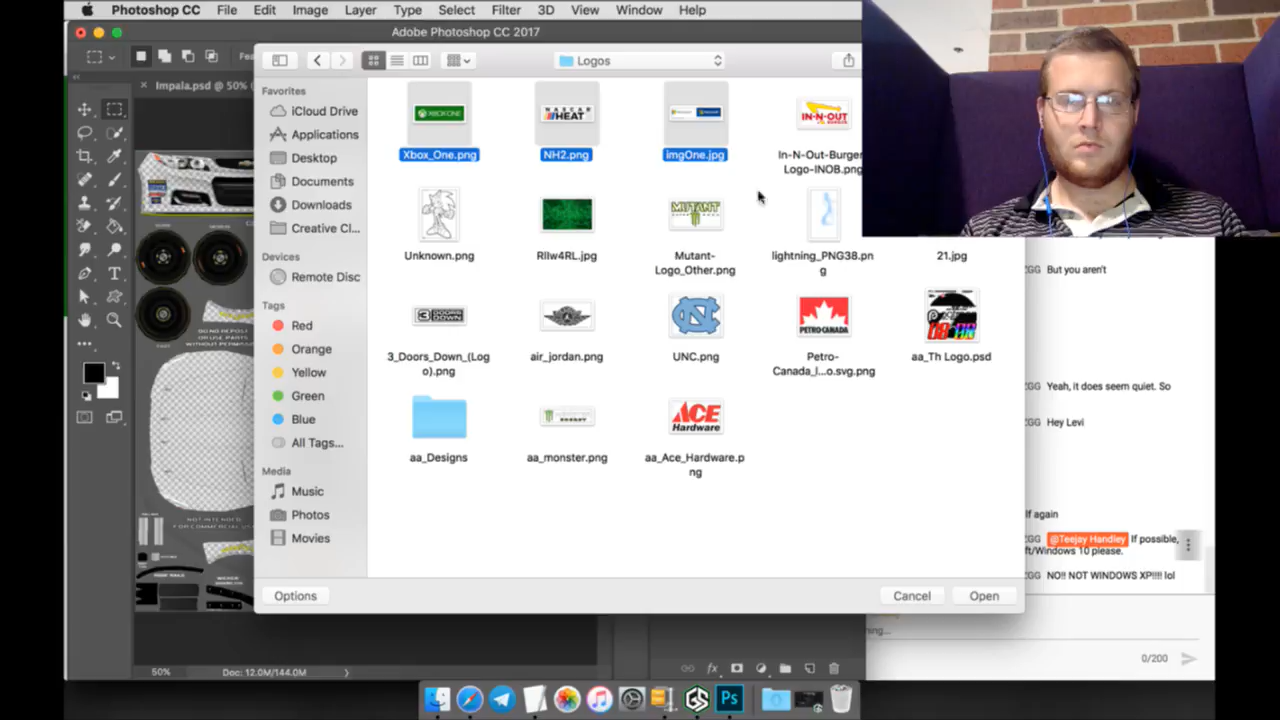 Photoshop CC File Edit Image Layer Type Select Filter 3D View Window Help
Adobe Photoshop CC 2017
Impala.psd @ 50%
Logos
Favorites
iCloud Drive
Applications
Desktop
Documents
Downloads
Creative Cl...
Devices
Remote Disc
Tags
Red
Orange
Yellow
Green
Blue
All Tags...
Media
Music
Photos
Movies
XBOX ONE
NASCAR
HEAT
IN-N-OUT
Xbox_One.png
NH2.png
imgOne.jpg
In-N-Out-Burger-
Logo-INOB.png
MUTANT
Unknown.png
RIIw4RL.jpg
Mutant-
Logo_Other.png
lightning_PNG38.pn
g
21.jpg
3 DOORS DOWN
PETRO-CANADA
3_Doors_Down_(Lo
go).png
air_jordan.png
UNC.png
Petro-
Canada_l...o.svg.png
aa_Th Logo.psd
ACE
Hardware
aa_Designs
aa_monster.png
aa_Ace_Hardware.p
ng
Options
Cancel
Open
But you aren't
Yeah, it does seem quiet. So
Hey Levi
lf again
@Teejay Handley If possible,
ft/Windows 10 please.
NO!! NOT WINDOWS XP!!!! lol
0/200
50%
Doc: 12.0M/144.0M
fx
Ps